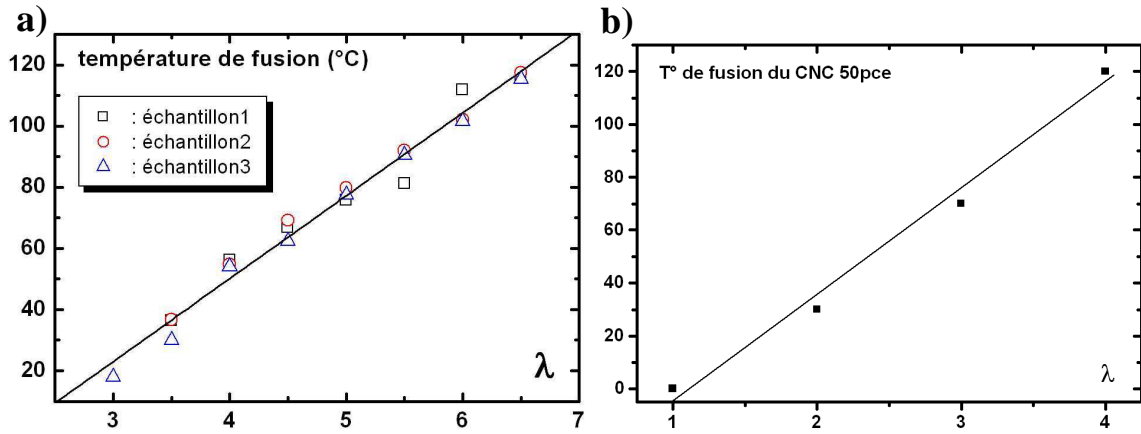 a)
température de fusion (°C)
: échantillon1
: échantillon2
: échantillon3
120
100
80
60
40
20
λ
3 4 5 6 7
b)
T° de fusion du CNC 50pce
120
100
80
60
40
20
0
λ
1 2 3 4